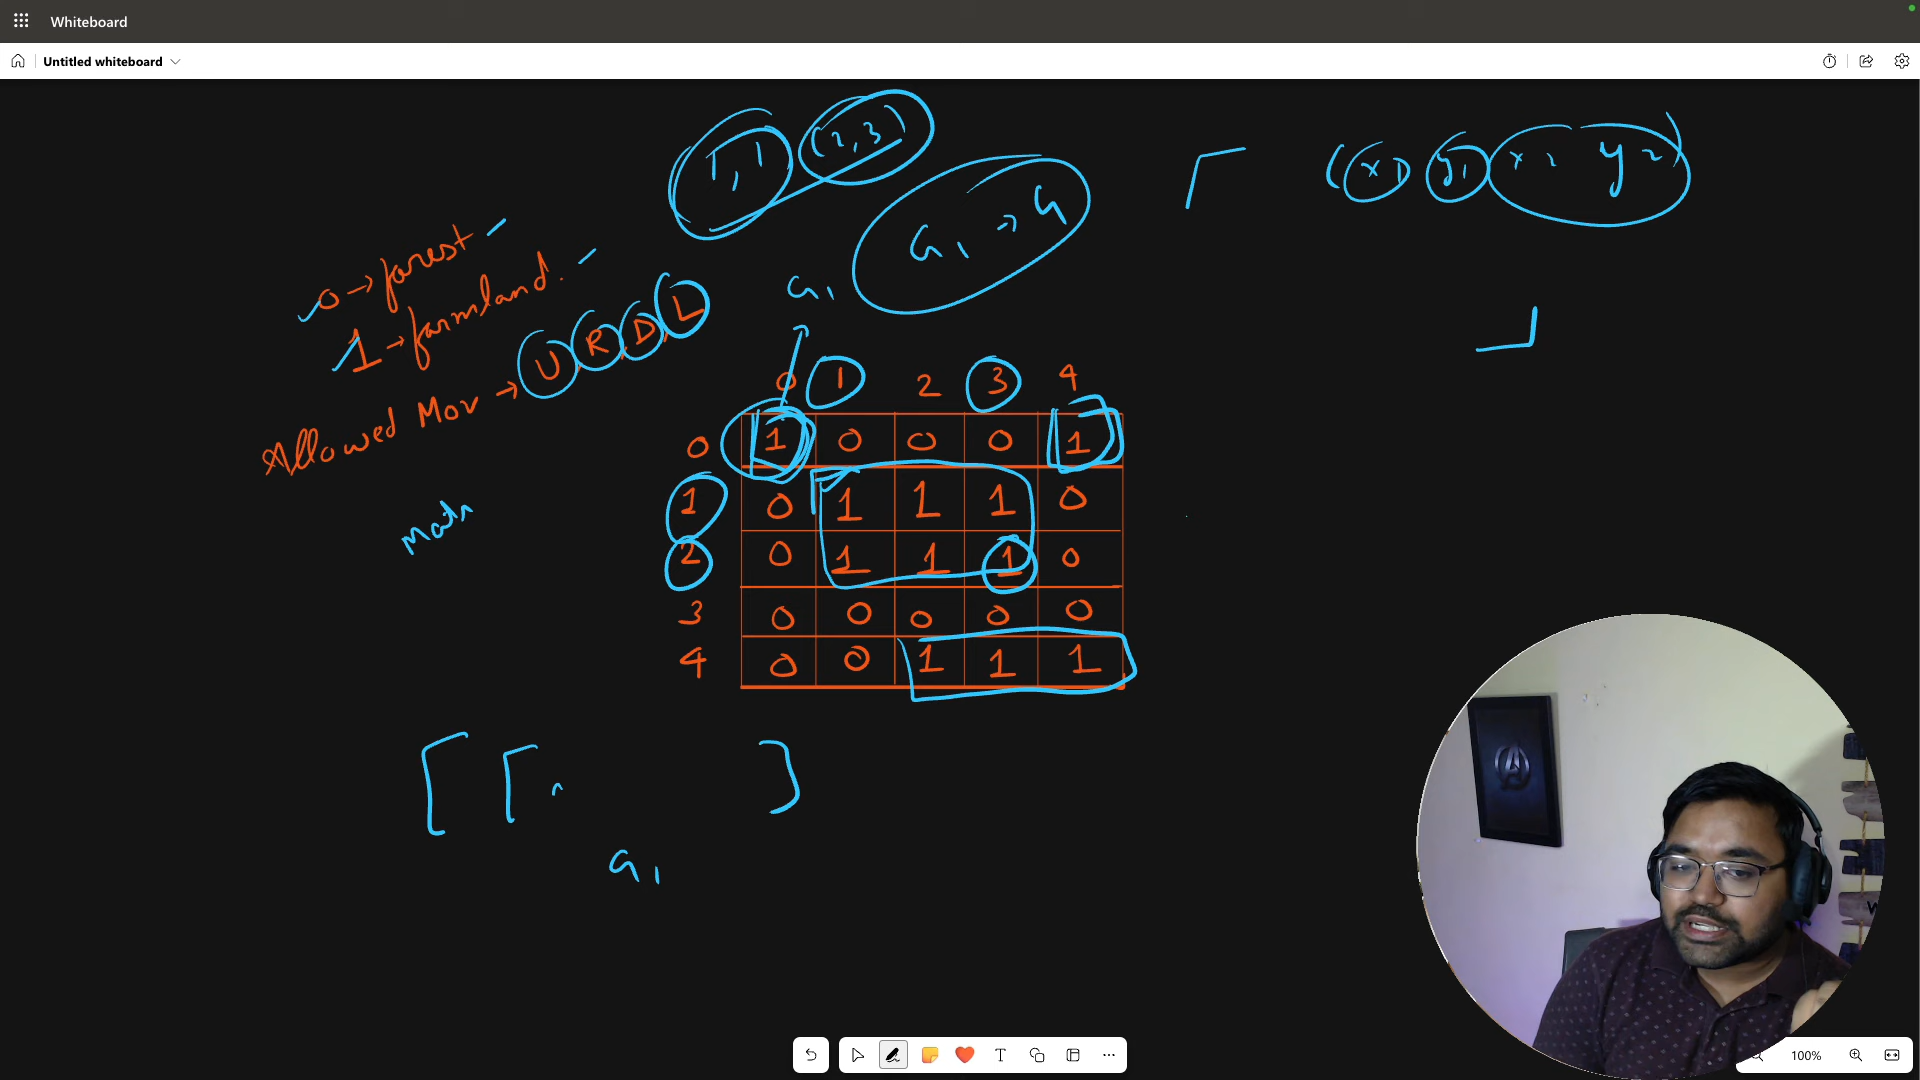 Whiteboard
Untitled whiteboard
1,1 (2,3)
(x1 y1 x2 y2)
G1 → G
0 → forest
1 → farmland.
Allowed Mov → U, R, D, L
G1
0 1 2 3 4
0 1 0 0 0 1
1 0 1 1 1 0
2 0 1 1 1 0
3 0 0 0 0 0
4 0 0 1 1 1
Matr
[ [ ]
G1
100%